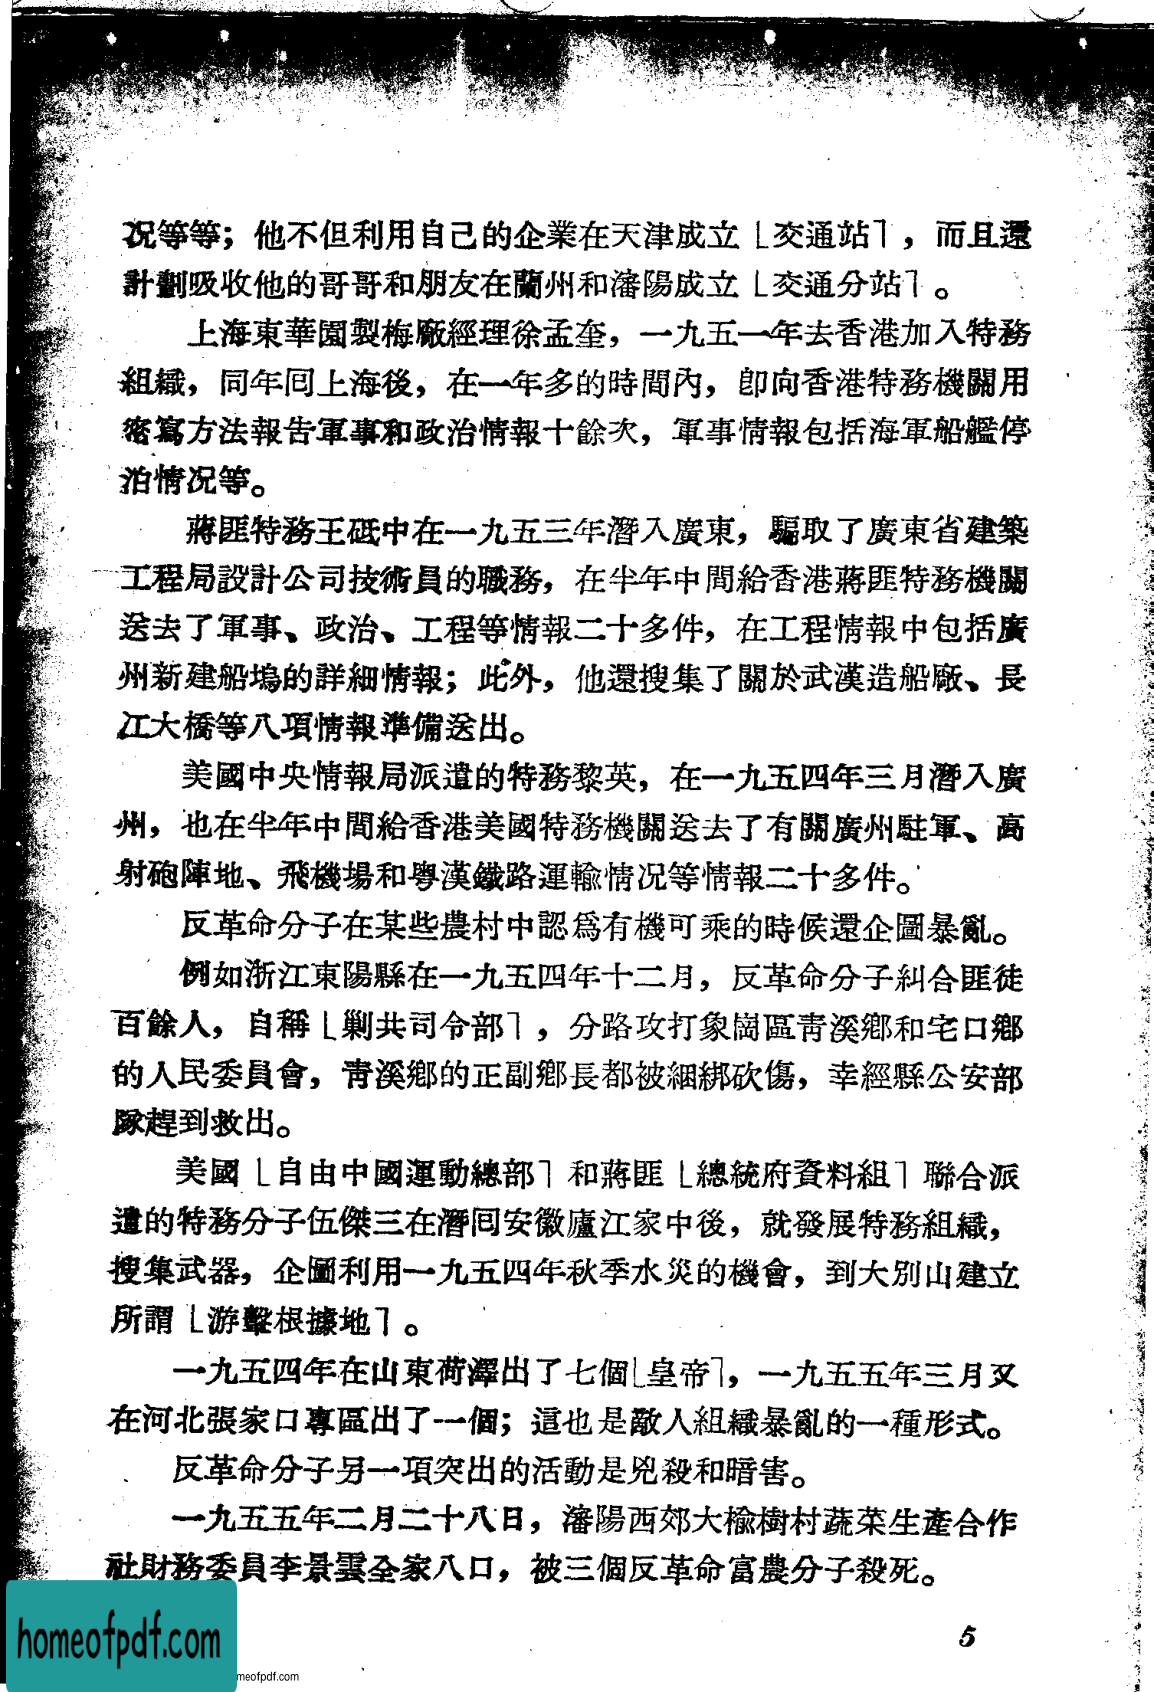 况等等；他不但利用自己的企業在天津成立「交通站」，而且還
計劃吸收他的哥哥和朋友在蘭州和瀋陽成立「交通分站」。
上海東華園製梅廠經理徐孟奎，一九五一年去香港加入特務
組織，同年囘上海後，在一年多的時間內，卽向香港特務機關用
密寫方法報告軍事和政治情報十餘次，軍事情報包括海軍船艦停
泊情况等。
蔣匪特務王砥中在一九五三年潛入廣東，騙取了廣東省建築
工程局設計公司技術員的職務，在半年中間給香港蔣匪特務機關
送去了軍事、政治、工程等情報二十多件，在工程情報中包括廣
州新建船塢的詳細情報；此外，他還搜集了關於武漢造船廠、長
江大橋等八項情報準備送出。
美國中央情報局派遣的特務黎英，在一九五四年三月潛入廣
州，也在半年中間給香港美國特務機關送去了有關廣州駐軍、高
射砲陣地、飛機場和粵漢鐵路運輸情况等情報二十多件。
反革命分子在某些農村中認爲有機可乘的時候還企圖暴亂。
例如浙江東陽縣在一九五四年十二月，反革命分子糾合匪徒
百餘人，自稱「剿共司令部」，分路攻打象崗區靑溪鄉和宅口鄉
的人民委員會，靑溪鄉的正副鄉長都被綑綁砍傷，幸經縣公安部
隊趕到救出。
美國「自由中國運動總部」和蔣匪「總統府資料組」聯合派
遣的特務分子伍傑三在潛囘安徽廬江家中後，就發展特務組織，
搜集武器，企圖利用一九五四年秋季水災的機會，到大別山建立
所謂「游擊根據地」。
一九五四年在山東荷澤出了七個「皇帝」，一九五五年三月又
在河北張家口專區出了一個；這也是敵人組織暴亂的一種形式。
反革命分子另一項突出的活動是兇殺和暗害。
一九五五年二月二十八日，瀋陽西郊大楡樹村蔬菜生產合作
社財務委員李景雲全家八口，被三個反革命富農分子殺死。
5
homeofpdf.com
meofpdf.com